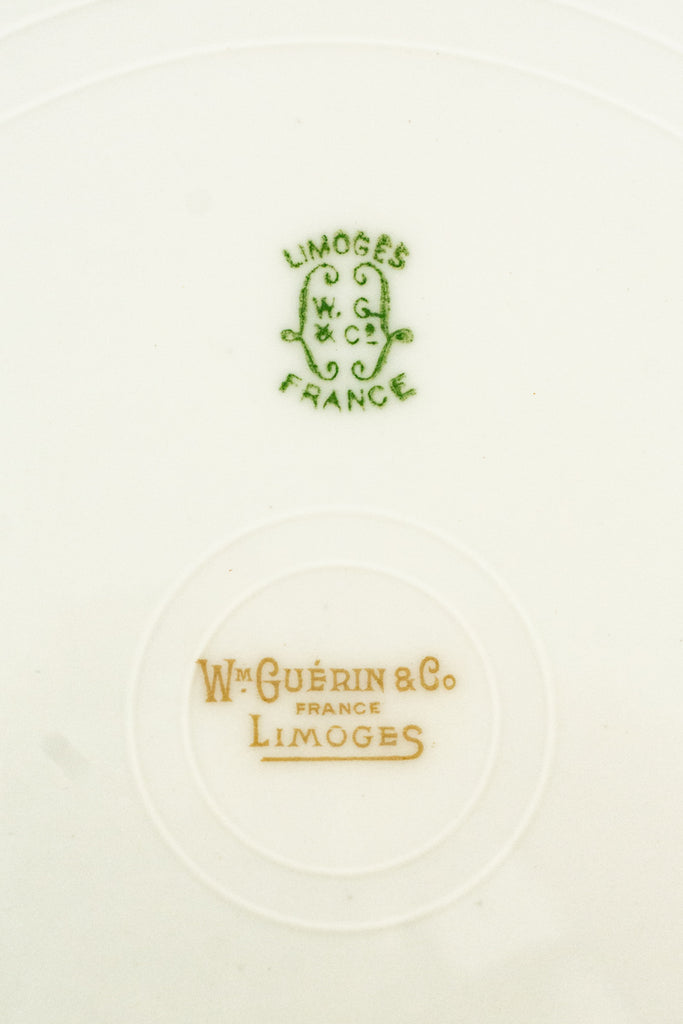 LIMOGES
W. G
& Cº
FRANCE
Wᴹ. GUÉRIN & Co
FRANCE
LIMOGES